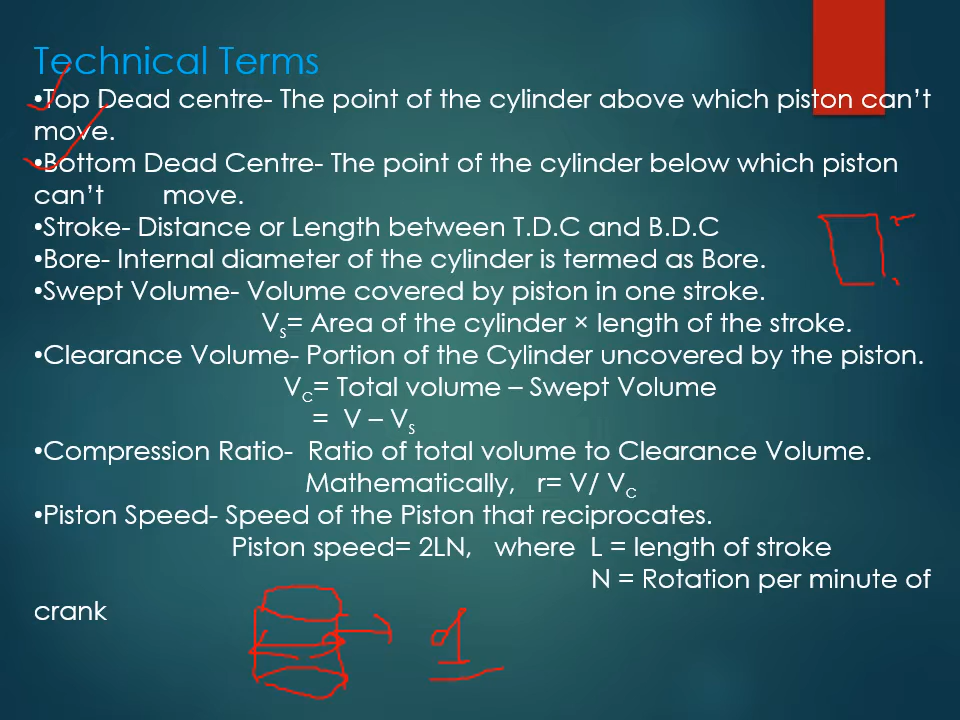 Technical Terms
•Top Dead centre- The point of the cylinder above which piston can't
move.
•Bottom Dead Centre- The point of the cylinder below which piston
can't move.
•Stroke- Distance or Length between T.D.C and B.D.C
•Bore- Internal diameter of the cylinder is termed as Bore.
•Swept Volume- Volume covered by piston in one stroke.
Vs= Area of the cylinder × length of the stroke.
•Clearance Volume- Portion of the Cylinder uncovered by the piston.
Vc= Total volume – Swept Volume
= V – Vs
•Compression Ratio- Ratio of total volume to Clearance Volume.
Mathematically, r= V/ Vc
•Piston Speed- Speed of the Piston that reciprocates.
Piston speed= 2LN, where L = length of stroke
N = Rotation per minute of
crank